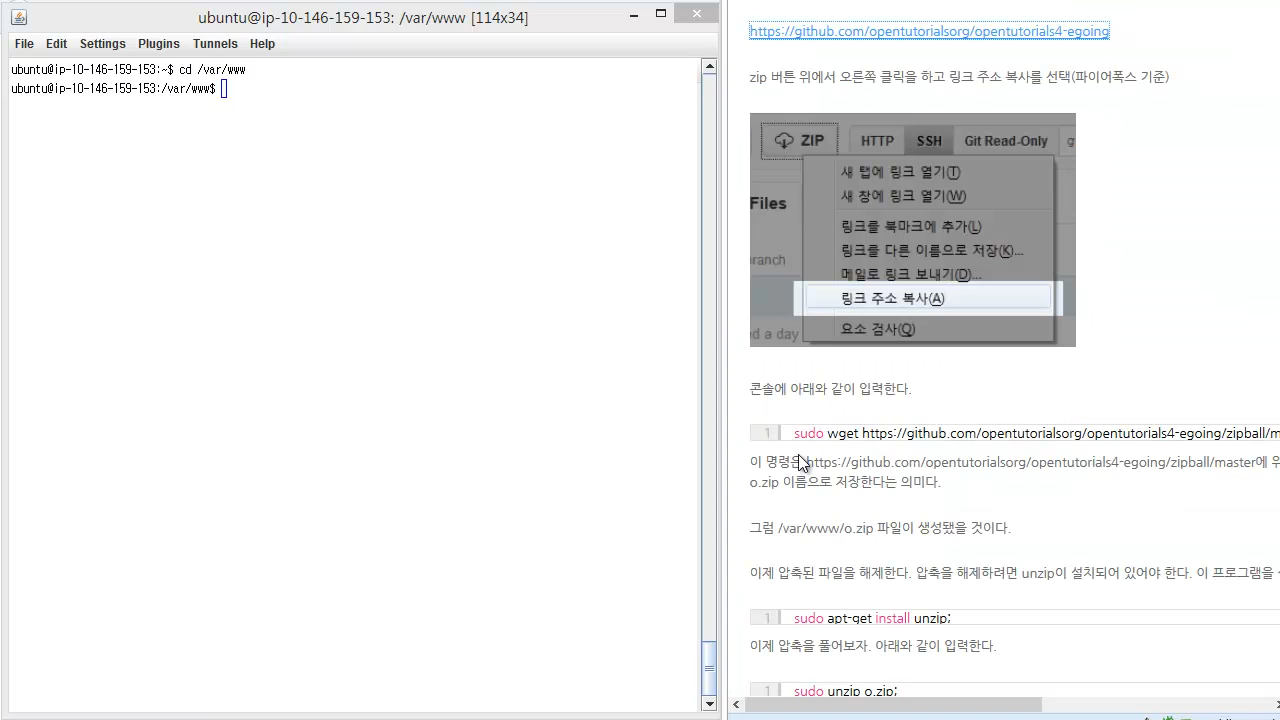 ubuntu@ip-10-146-159-153: /var/www [114x34]
File Edit Settings Plugins Tunnels Help
ubuntu@ip-10-146-159-153:~$ cd /var/www
ubuntu@ip-10-146-159-153:/var/www$
https://github.com/opentutorialsorg/opentutorials4-egoing
zip 버튼 위에서 오른쪽 클릭을 하고 링크 주소 복사를 선택(파이어폭스 기준)
ZIP HTTP SSH Git Read-Only g
새 탭에 링크 열기(T)
새 창에 링크 열기(W)
Files
링크를 북마크에 추가(L)
링크를 다른 이름으로 저장(K)...
branch
메일로 링크 보내기(D)...
링크 주소 복사(A)
요소 검사(Q)
ed a day
콘솔에 아래와 같이 입력한다.
1 sudo wget https://github.com/opentutorialsorg/opentutorials4-egoing/zipball/m
이 명령은 https://github.com/opentutorialsorg/opentutorials4-egoing/zipball/master에 위
o.zip 이름으로 저장한다는 의미다.
그럼 /var/www/o.zip 파일이 생성됐을 것이다.
이제 압축된 파일을 해제한다. 압축을 해제하려면 unzip이 설치되어 있어야 한다. 이 프로그램을
1 sudo apt-get install unzip;
이제 압축을 풀어보자. 아래와 같이 입력한다.
1 sudo unzip o.zip;